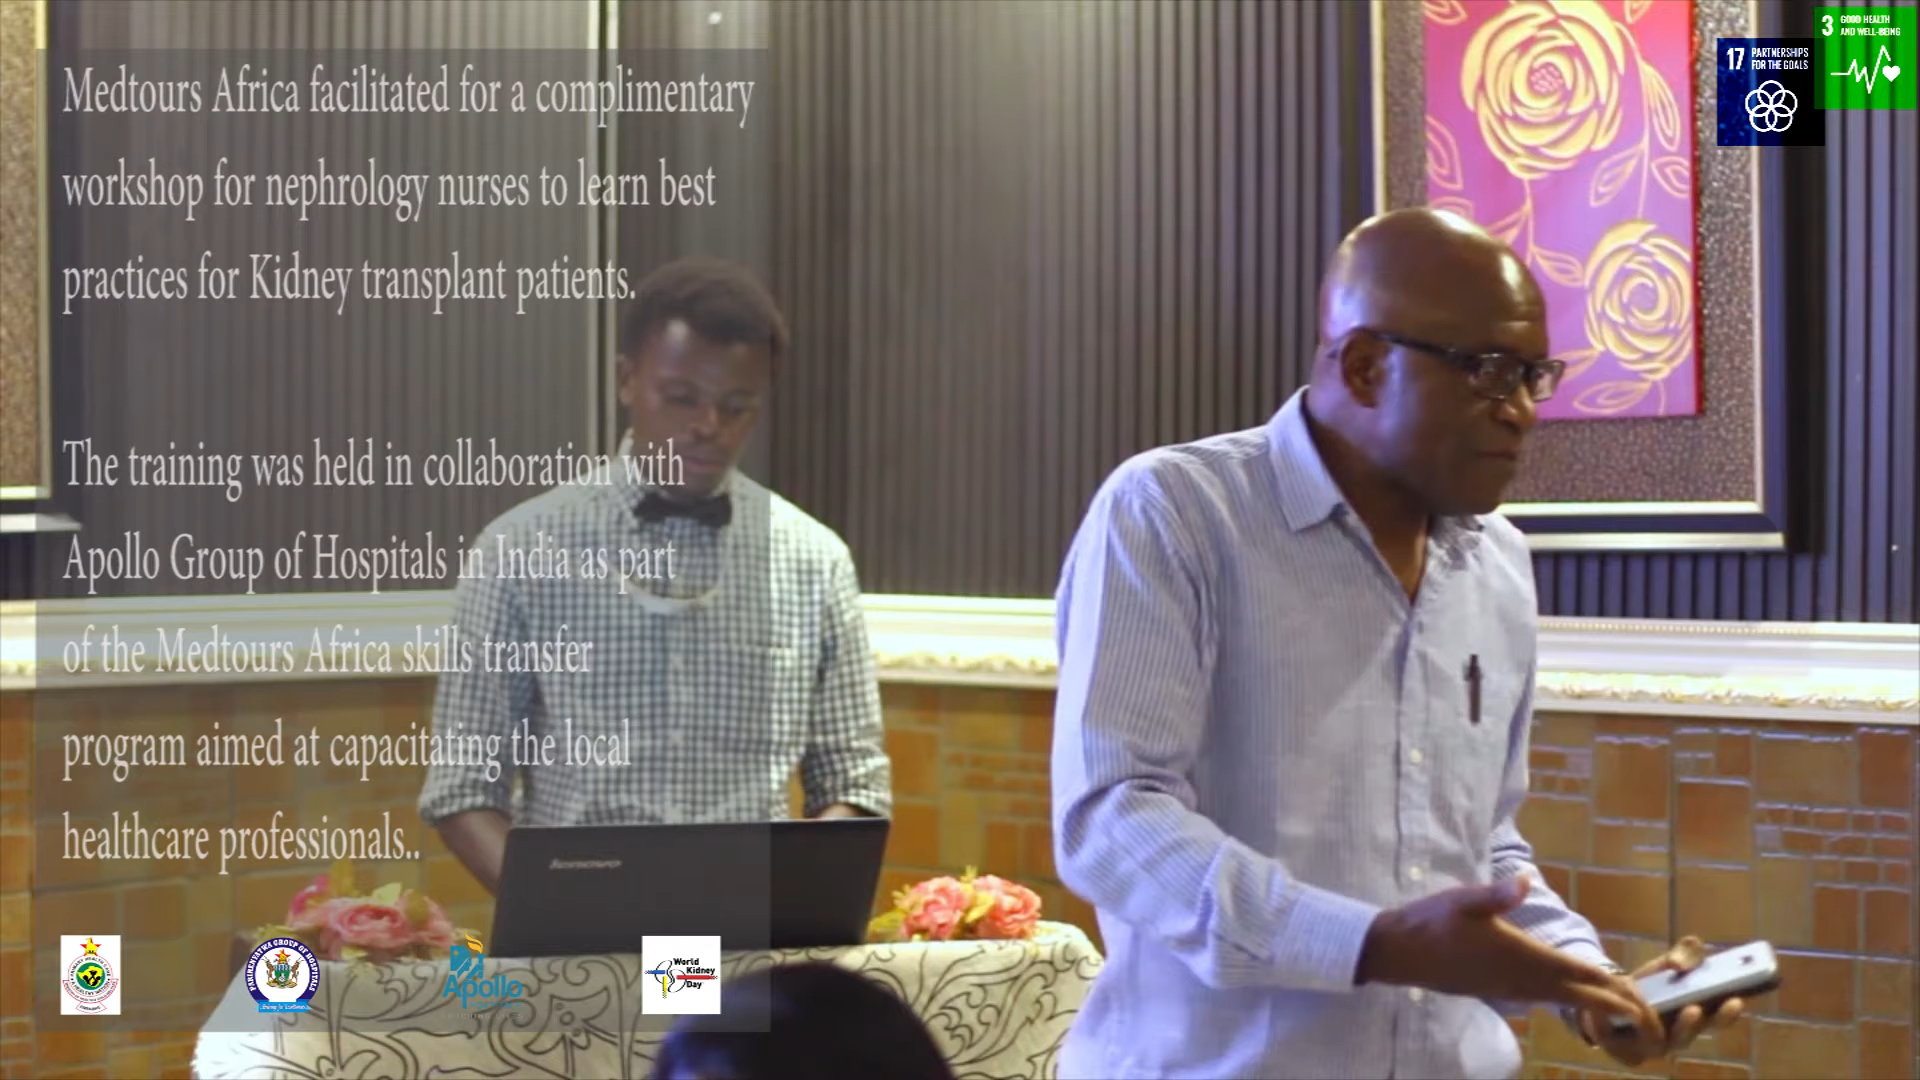 3 GOOD HEALTH
AND WELL-BEING
17 PARTNERSHIPS
FOR THE GOALS
Medtours Africa facilitated for a complimentary
workshop for nephrology nurses to learn best
practices for Kidney transplant patients.
The training was held in collaboration with
Apollo Group of Hospitals in India as part
of the Medtours Africa skills transfer
program aimed at capacitating the local
healthcare professionals..
lenovo
PARIRENYATWA GROUP OF HOSPITALS
Apollo
World
Kidney
Day